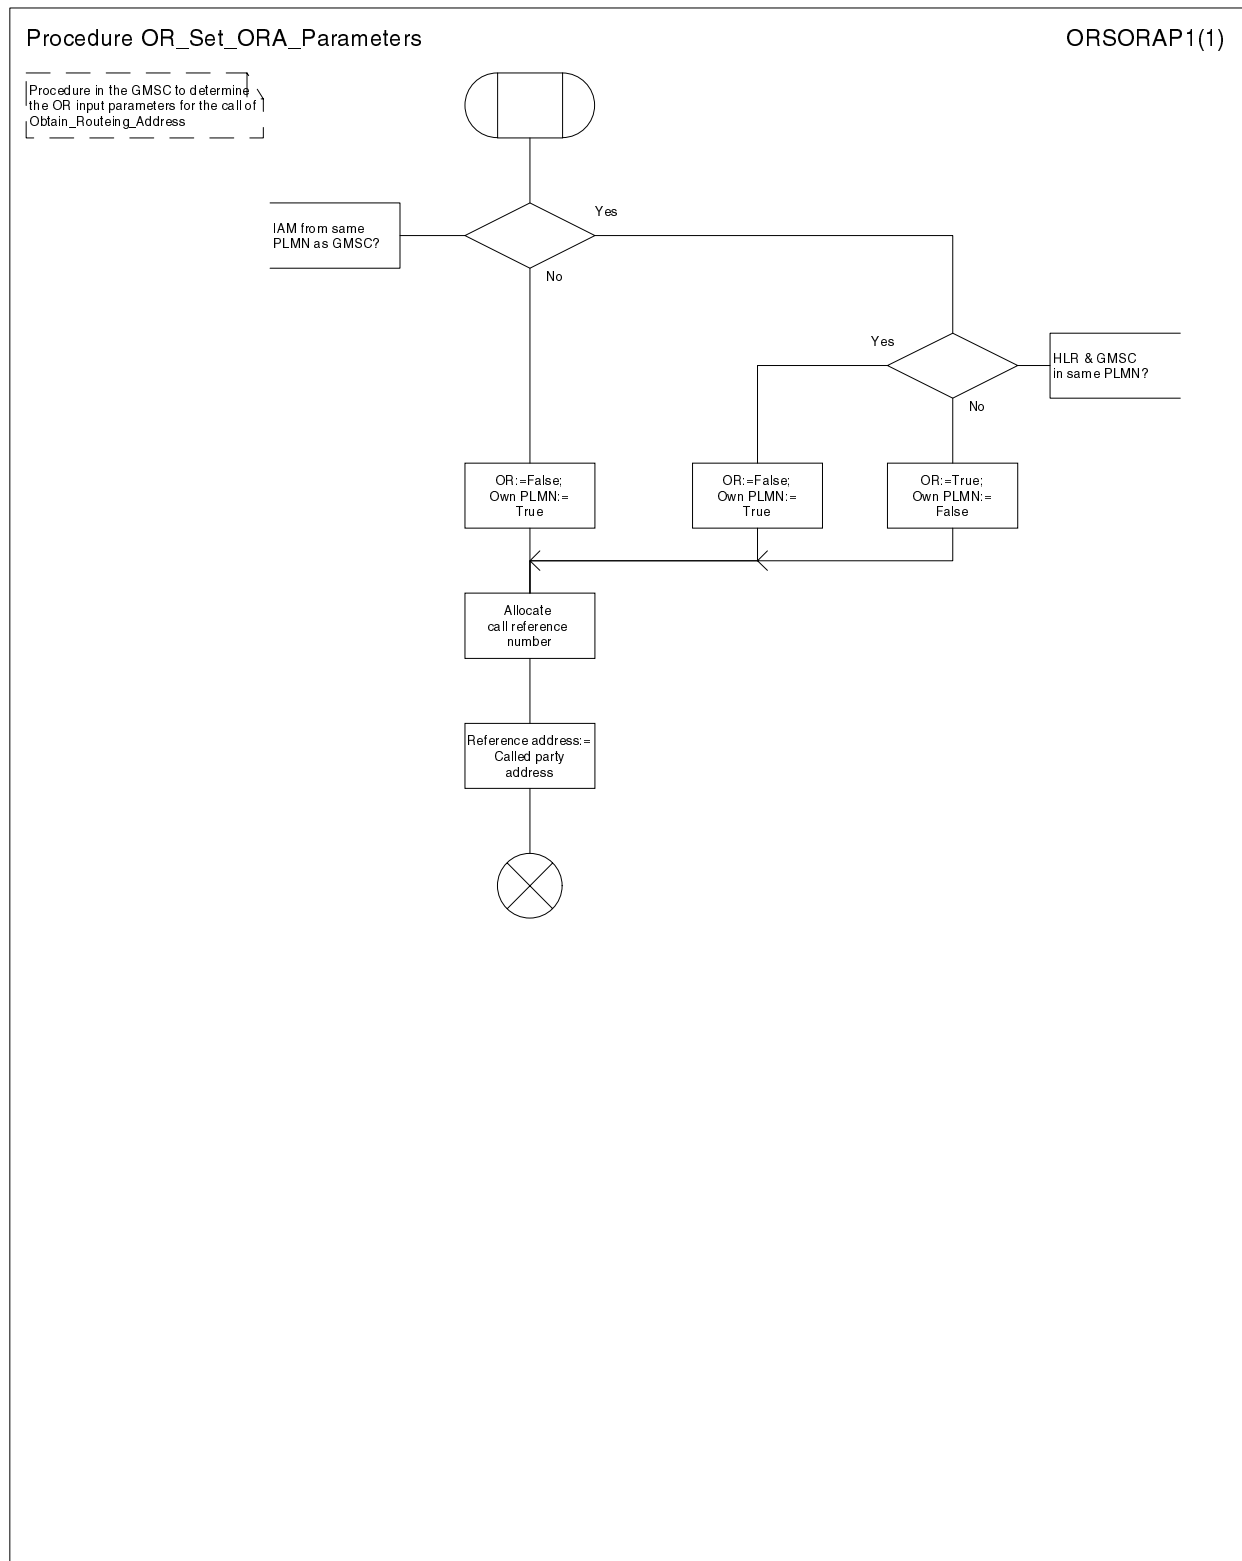 Procedure OR_Set_ORA_Parameters
ORSORAP1(1)
Procedure in the GMSC to determine
the OR input parameters for the call of
Obtain_Routeing_Address
Yes
IAM from same
PLMN as GMSC?
No
Yes
HLR & GMSC
in same PLMN?
No
OR:=False;
Own PLMN:=
True
OR:=False;
Own PLMN:=
True
OR:=True;
Own PLMN:=
False
Allocate
call reference
number
Reference address:=
Called party
address